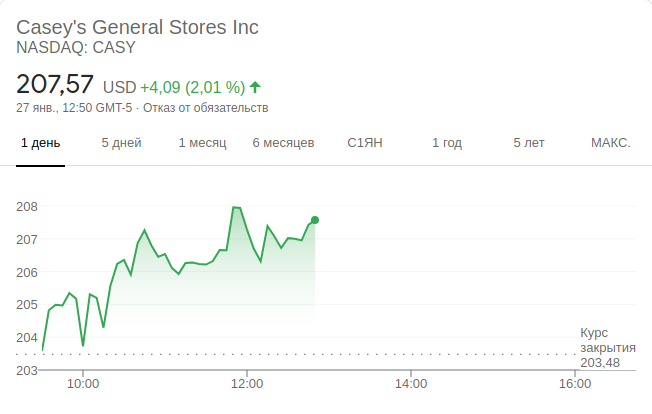 Casey's General Stores Inc
NASDAQ: CASY
207,57 USD +4,09 (2,01 %)
27 янв., 12:50 GMT-5 · Отказ от обязательств
1 день 5 дней 1 месяц 6 месяцев С1ЯН 1 год 5 лет МАКС.
208
207
206
205
204
Курс
закрытия
203,48
203
10:00 12:00 14:00 16:00